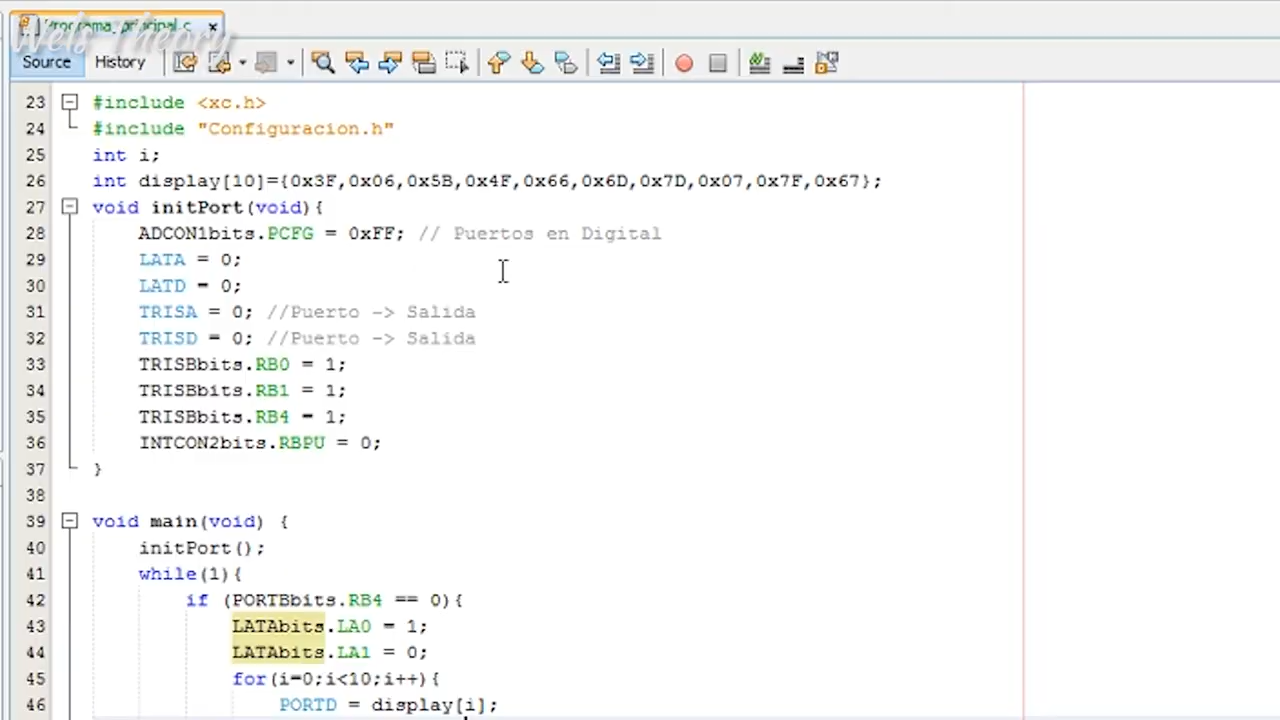 Programa_principal.c
Wels Theory
Source History
23 #include <xc.h>
24 #include "Configuracion.h"
25 int i;
26 int display[10]={0x3F,0x06,0x5B,0x4F,0x66,0x6D,0x7D,0x07,0x7F,0x67};
27 void initPort(void){
28 ADCON1bits.PCFG = 0xFF; // Puertos en Digital
29 LATA = 0;
30 LATD = 0;
31 TRISA = 0; //Puerto -> Salida
32 TRISD = 0; //Puerto -> Salida
33 TRISBbits.RB0 = 1;
34 TRISBbits.RB1 = 1;
35 TRISBbits.RB4 = 1;
36 INTCON2bits.RBPU = 0;
37 }
38
39 void main(void) {
40 initPort();
41 while(1){
42 if (PORTBbits.RB4 == 0){
43 LATAbits.LA0 = 1;
44 LATAbits.LA1 = 0;
45 for(i=0;i<10;i++){
46 PORTD = display[i];